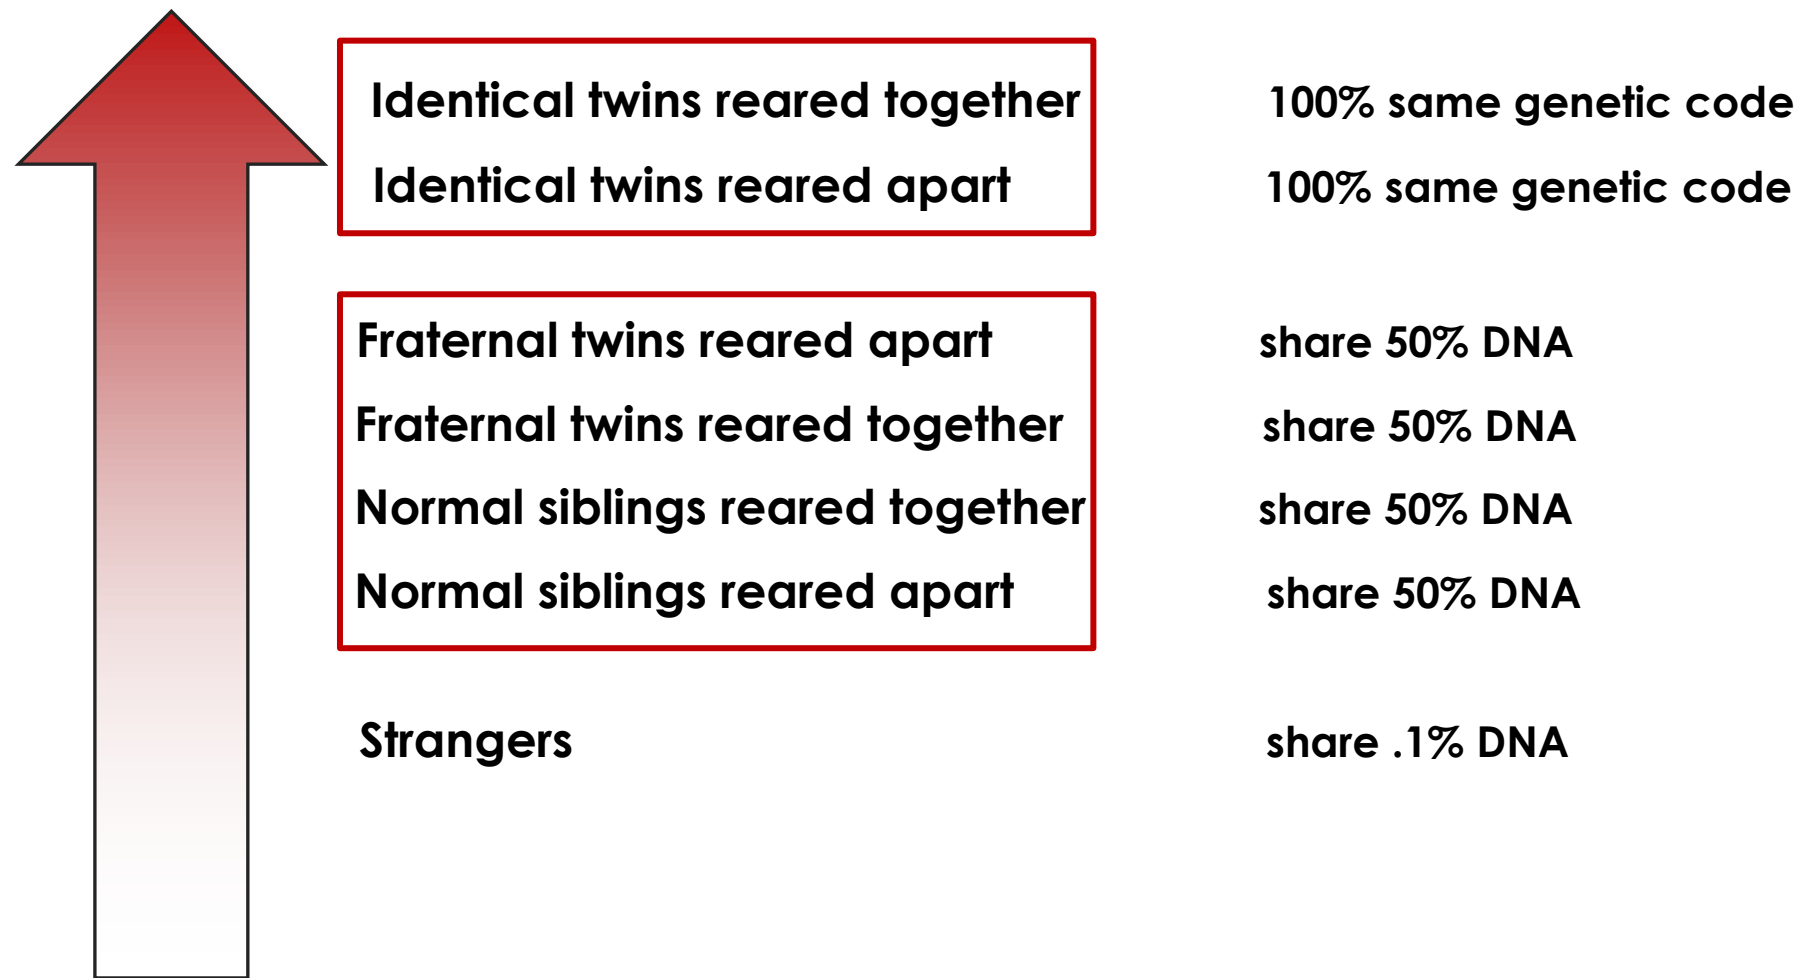 Identical twins reared together 100% same genetic code
Identical twins reared apart 100% same genetic code
Fraternal twins reared apart share 50% DNA
Fraternal twins reared together share 50% DNA
Normal siblings reared together share 50% DNA
Normal siblings reared apart share 50% DNA
Strangers share .1% DNA